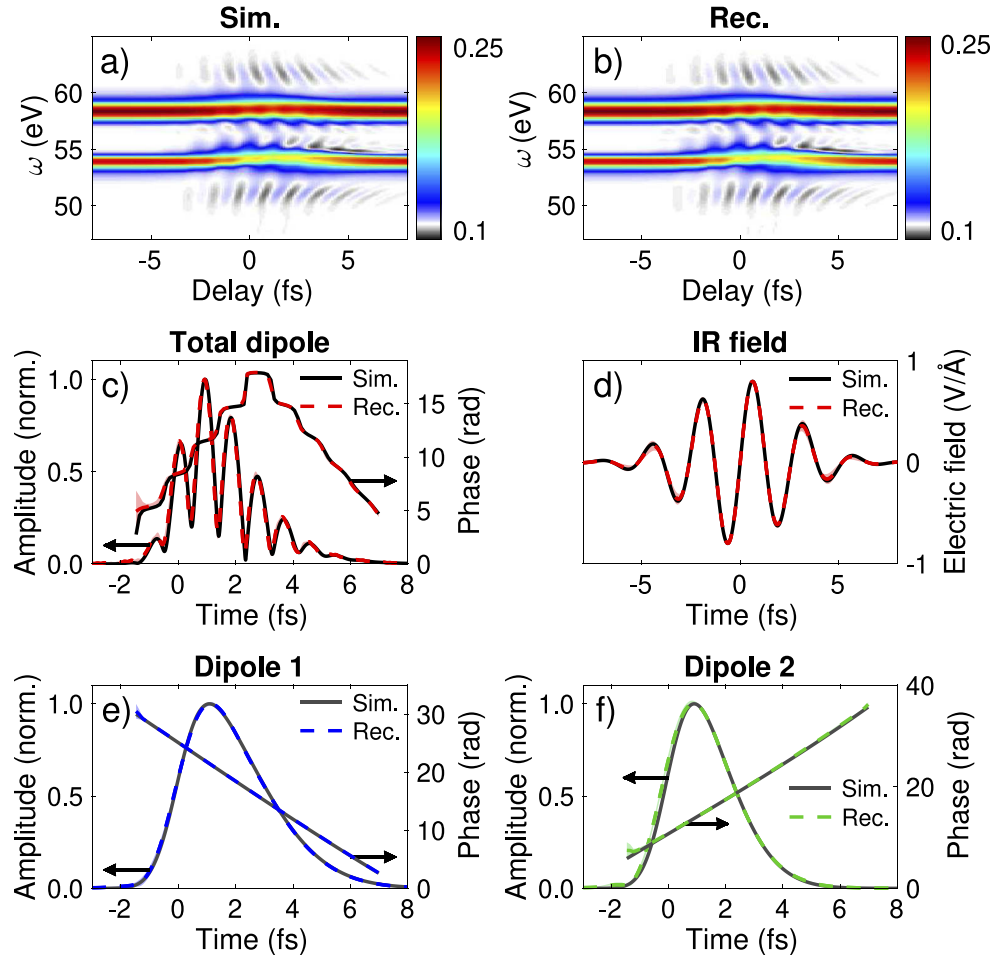 Sim.
a)
ω (eV)
60
55
50
0.25
0.1
-5
0
5
Delay (fs)
Rec.
b)
ω (eV)
60
55
50
0.25
0.1
-5
0
5
Delay (fs)
Total dipole
c)
Sim.
Rec.
Amplitude (norm.)
1.0
0.5
0.0
Phase (rad)
15
10
5
0
-2
0
2
4
6
8
Time (fs)
IR field
d)
Sim.
Rec.
Electric field (V/Å)
1
0
-1
-5
0
5
Time (fs)
Dipole 1
e)
Sim.
Rec.
Amplitude (norm.)
1.0
0.5
0.0
Phase (rad)
30
20
10
0
-2
0
2
4
6
8
Time (fs)
Dipole 2
f)
Sim.
Rec.
Amplitude (norm.)
1.0
0.5
0.0
Phase (rad)
40
20
0
-2
0
2
4
6
8
Time (fs)